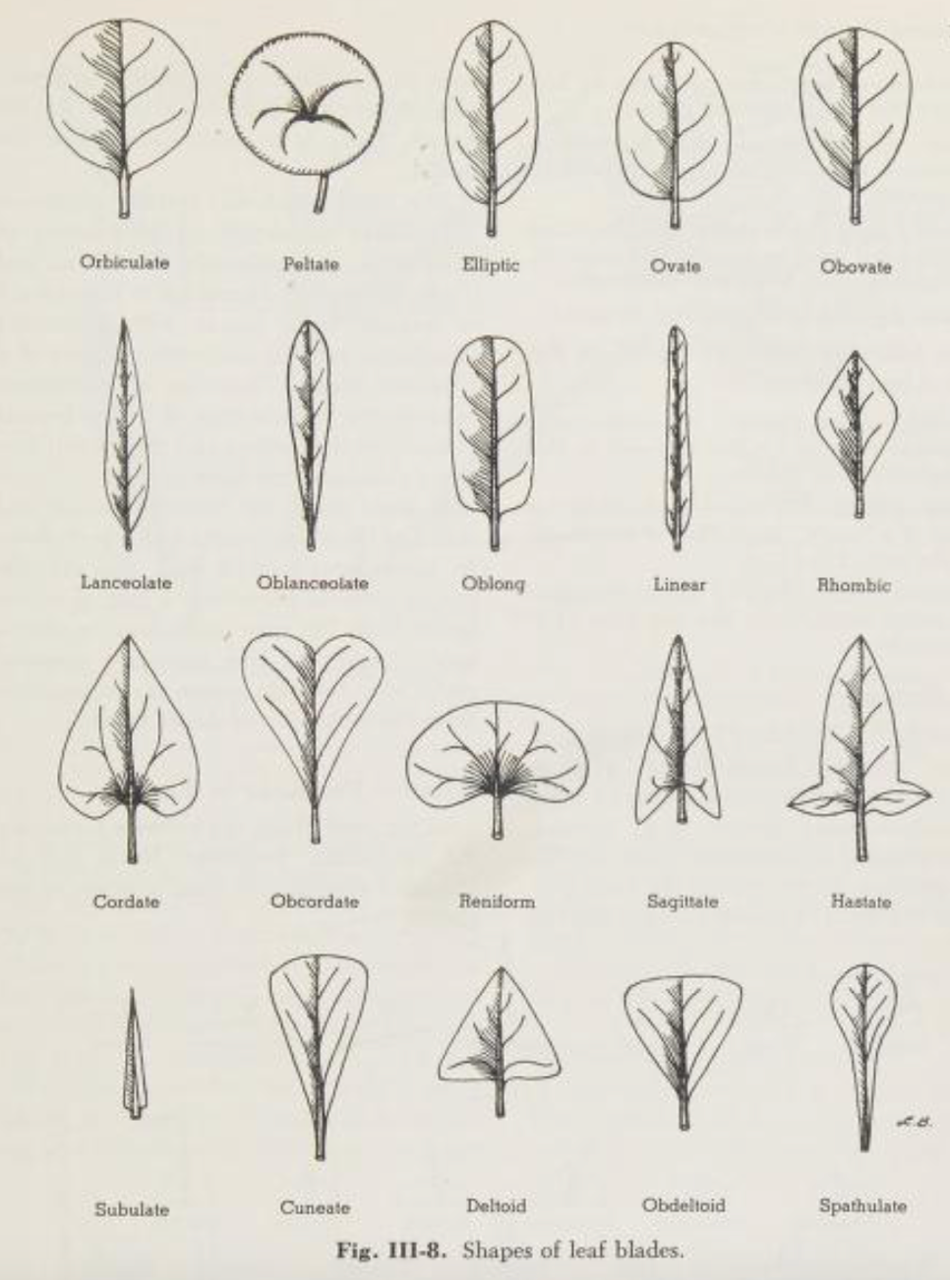 Orbiculate Peltate Elliptic Ovate Obovate
Lanceolate Oblanceolate Oblong Linear Rhombic
Cordate Obcordate Reniform Sagittate Hastate
L.B.
Subulate Cuneate Deltoid Obdeltoid Spathulate
Fig. III-8. Shapes of leaf blades.